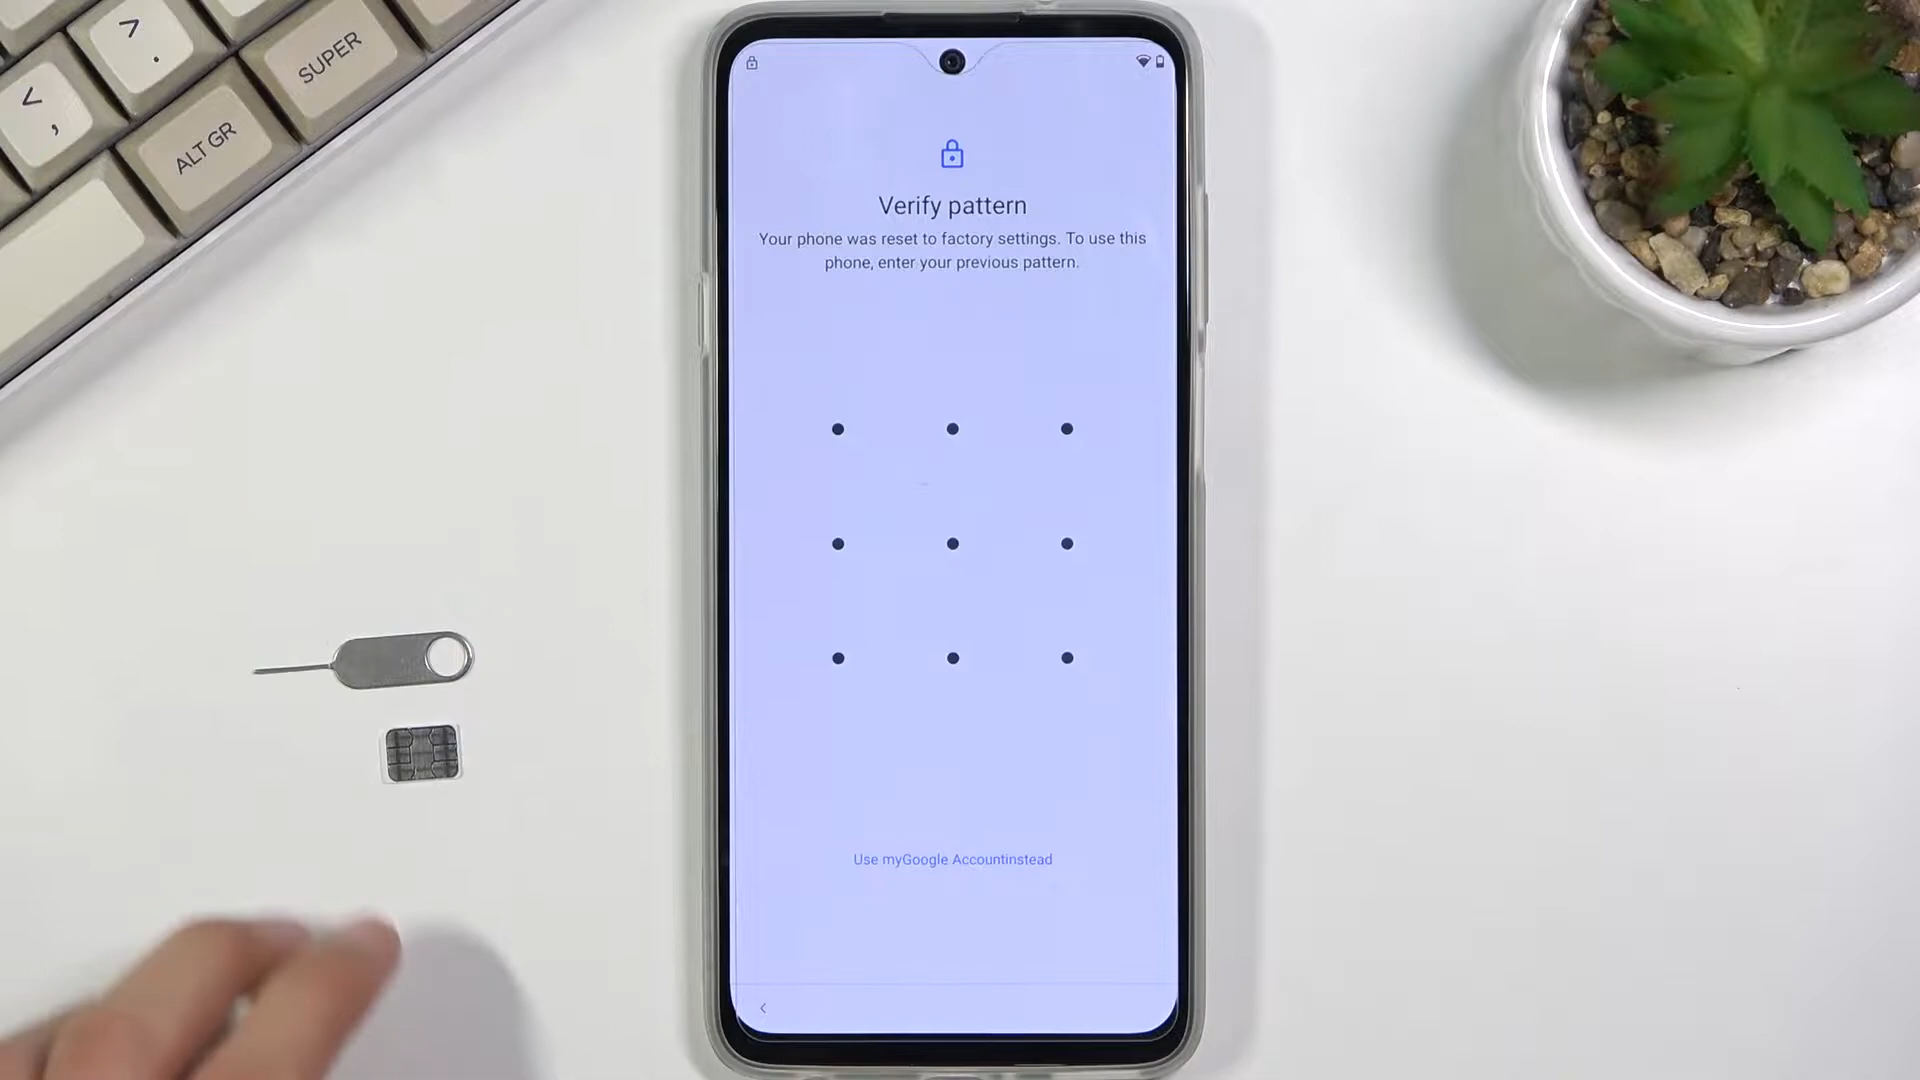 > .
< ,
SUPER
ALT GR
Verify pattern
Your phone was reset to factory settings. To use this
phone, enter your previous pattern.
Use myGoogle Accountinstead